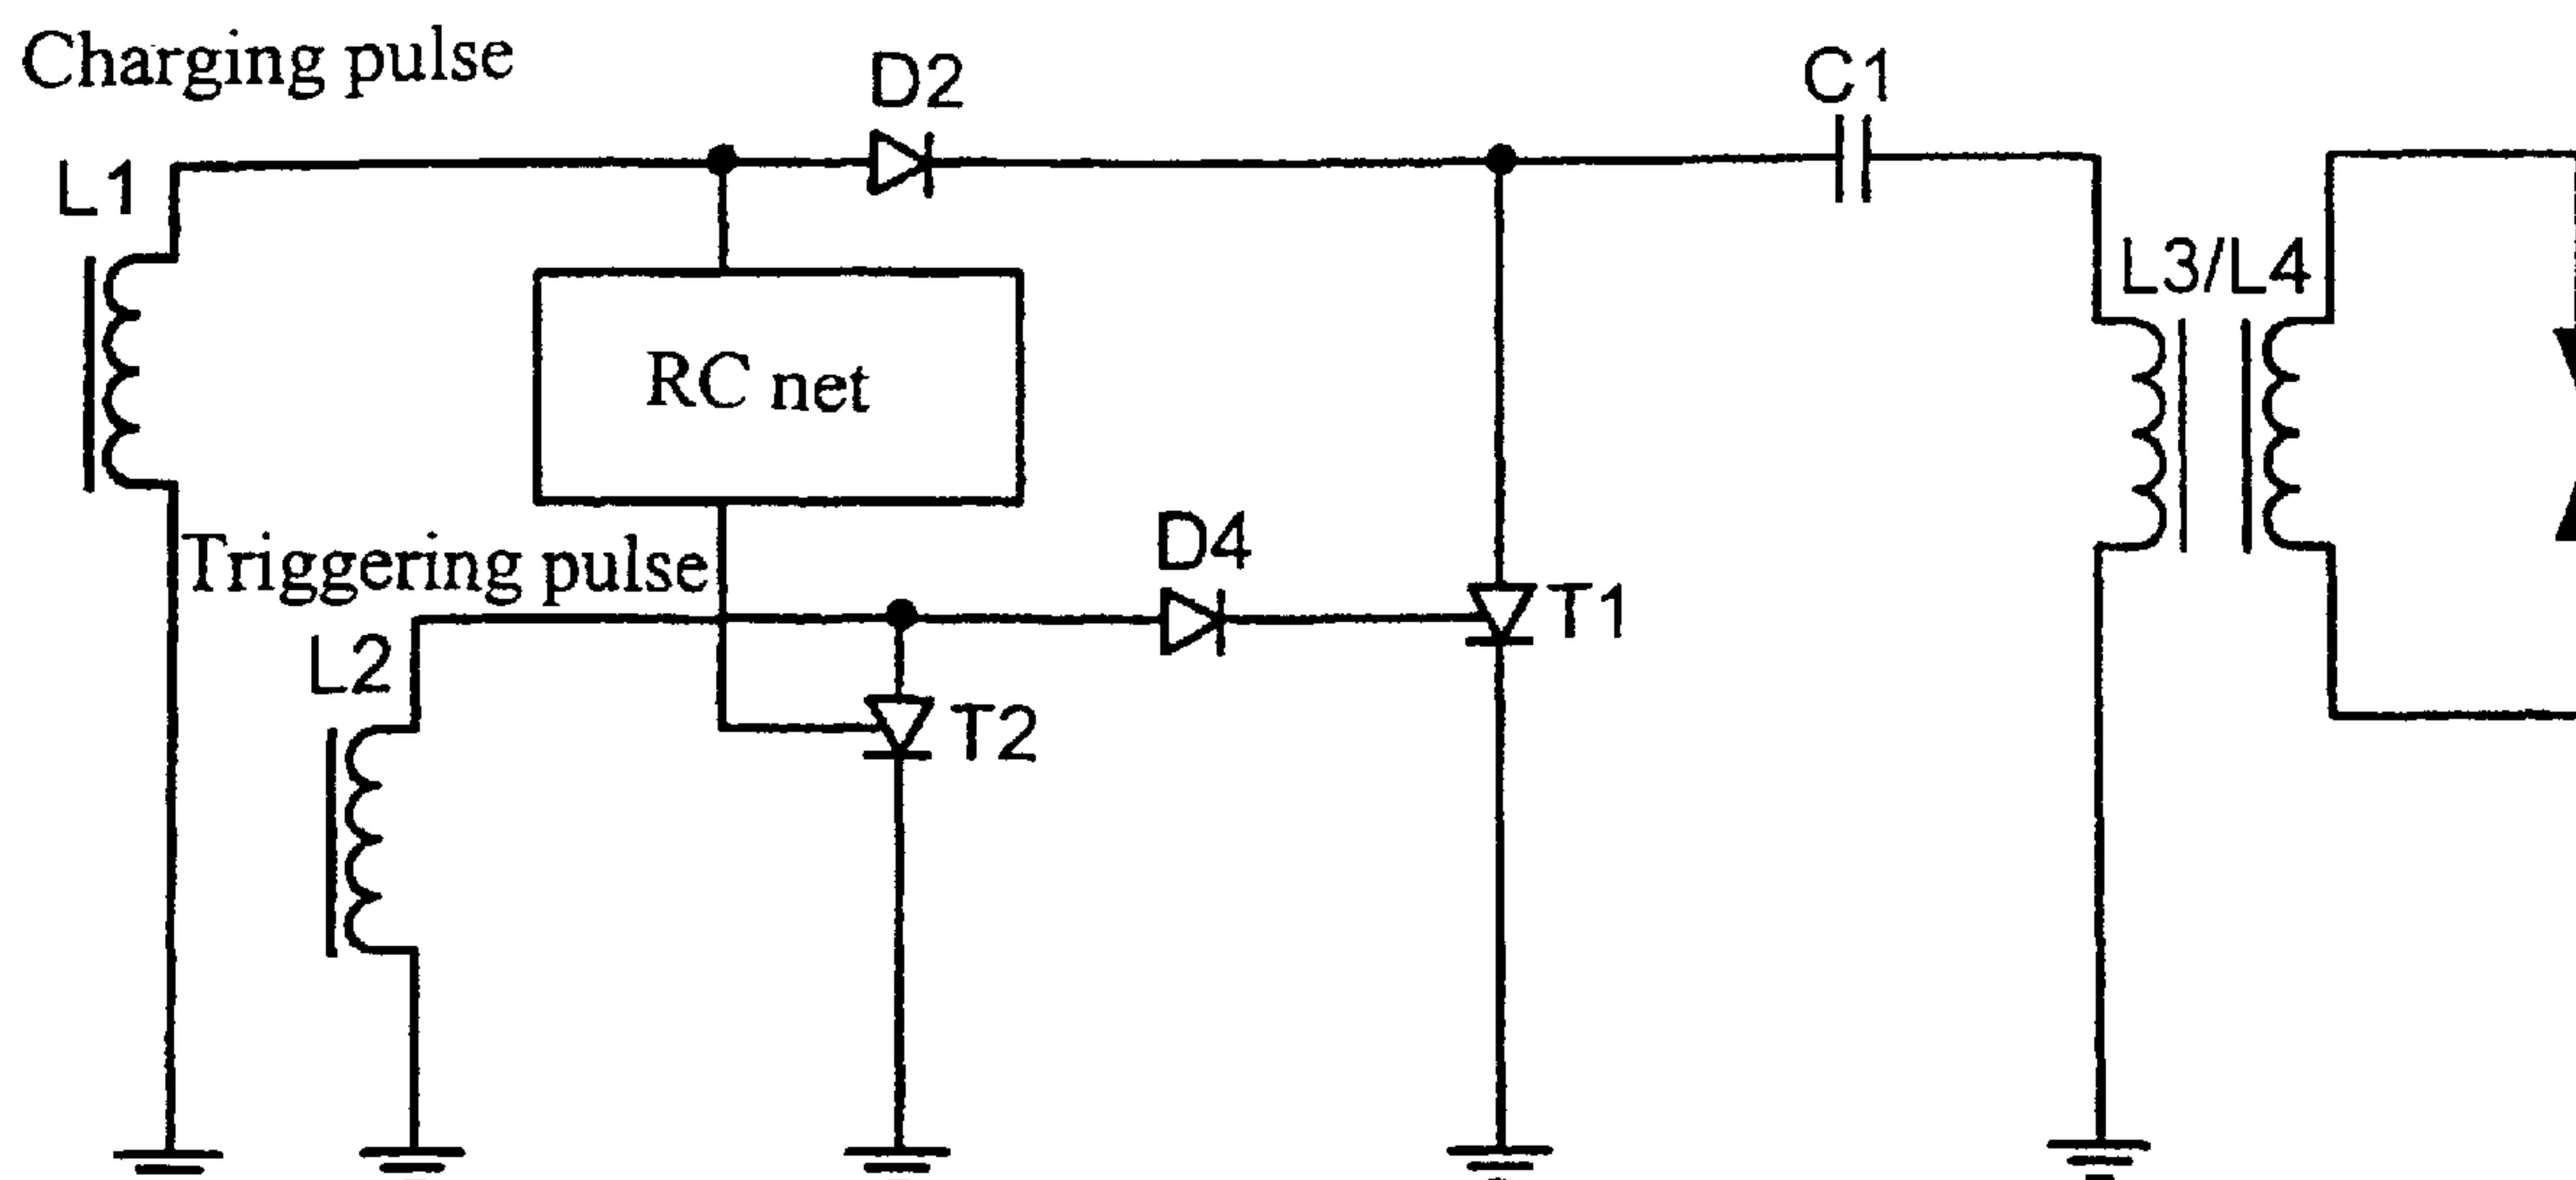 Charging pulse
D2
C1
L1
L3/L4
RC net
D4
Triggering pulse
T1
L2
T2